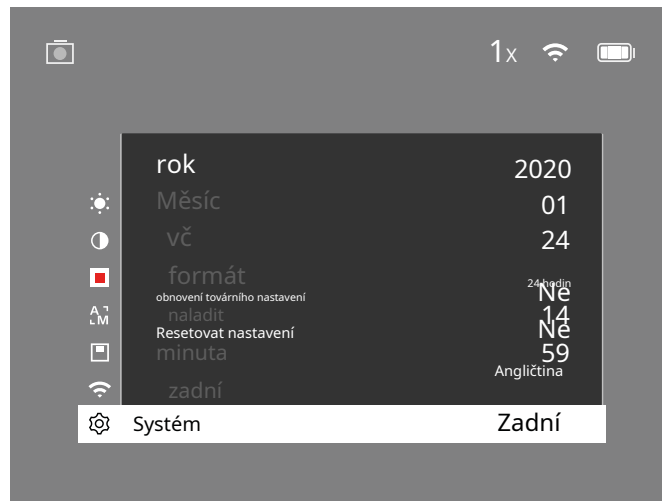 1x
rok 2020
Měsíc 01
vč 24
formát 24 hodin
Ne
obnovení továrního nastavení
naladit 14
Resetovat nastavení Ne
minuta 59
Angličtina
zadní
A M
Systém Zadní